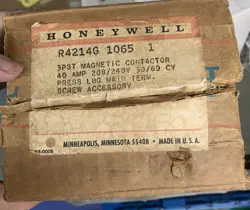 HONEYWELL
R4214G 1065 1
3PST MAGNETIC CONTACTOR
40 AMP 208/240V 50/60 CY
PRESS LUG MAIN TERM.
SCREW ACCESSORY
MINNEAPOLIS, MINNESOTA 55408 • MADE IN U.S.A.